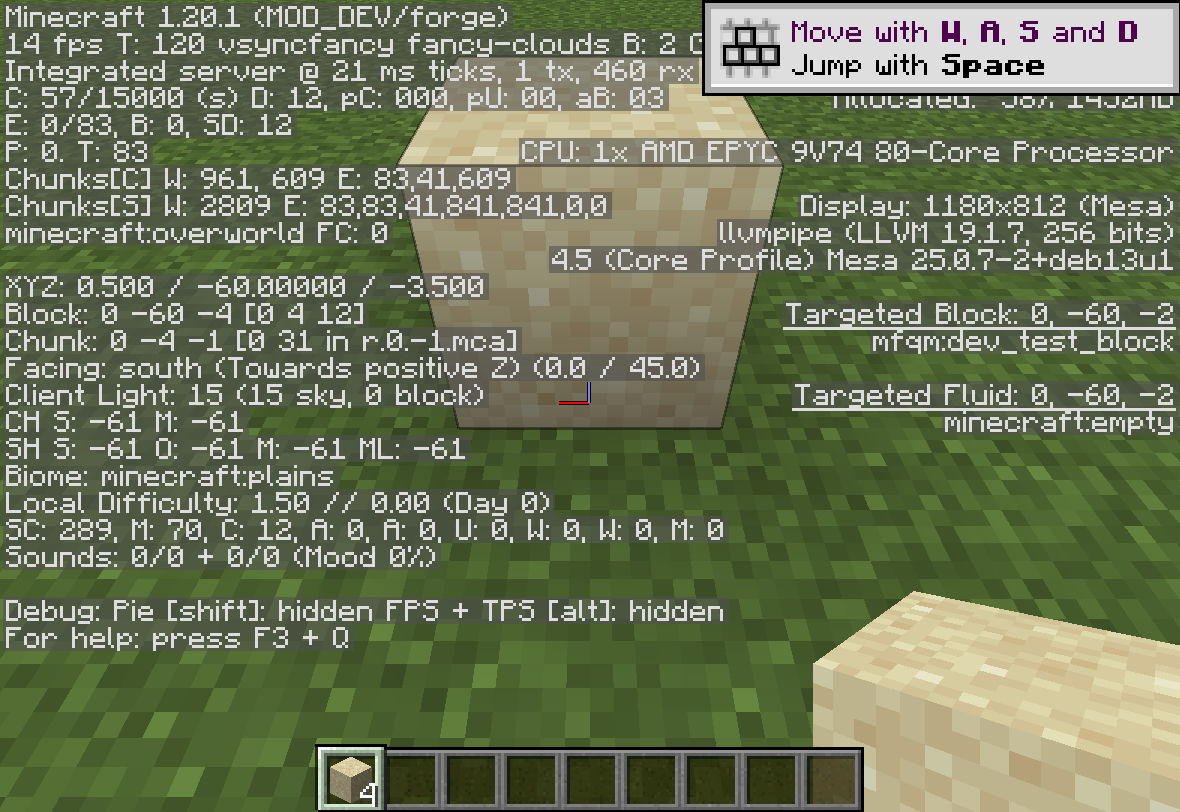 Minecraft 1.20.1 (MOD_DEV/forge)
14 fps T: 120 vsyncfancy fancy-clouds B: 2
Integrated server @ 21 ms ticks, 1 tx, 460 rx
C: 57/15000 (s) D: 12, pC: 000, pU: 00, aB: 03
E: 0/83, B: 0, SD: 12
P: 0. T: 83
Chunks[C] W: 961, 609 E: 83,41,609
Chunks[S] W: 2809 E: 83,83,41,841,841,0,0
minecraft:overworld FC: 0
XYZ: 0.500 / -60.00000 / -3.500
Block: 0 -60 -4 [0 4 12]
Chunk: 0 -4 -1 [0 31 in r.0.-1.mca]
Facing: south (Towards positive Z) (0.0 / 45.0)
Client Light: 15 (15 sky, 0 block)
CH S: -61 M: -61
SH S: -61 O: -61 M: -61 ML: -61
Biome: minecraft:plains
Local Difficulty: 1.50 // 0.00 (Day 0)
SC: 289, M: 70, C: 12, A: 0, A: 0, U: 0, W: 0, W: 0, M: 0
Sounds: 0/0 + 0/0 (Mood 0%)
Debug: Pie [shift]: hidden FPS + TPS [alt]: hidden
For help: press F3 + Q
Move with W, A, S and D
Jump with Space
Allocated:
CPU: 1x AMD EPYC 9V74 80-Core Processor
Display: 1180x812 (Mesa)
llvmpipe (LLVM 19.1.7, 256 bits)
4.5 (Core Profile) Mesa 25.0.7-2+deb13u1
Targeted Block: 0, -60, -2
mfqm:dev_test_block
Targeted Fluid: 0, -60, -2
minecraft:empty
4